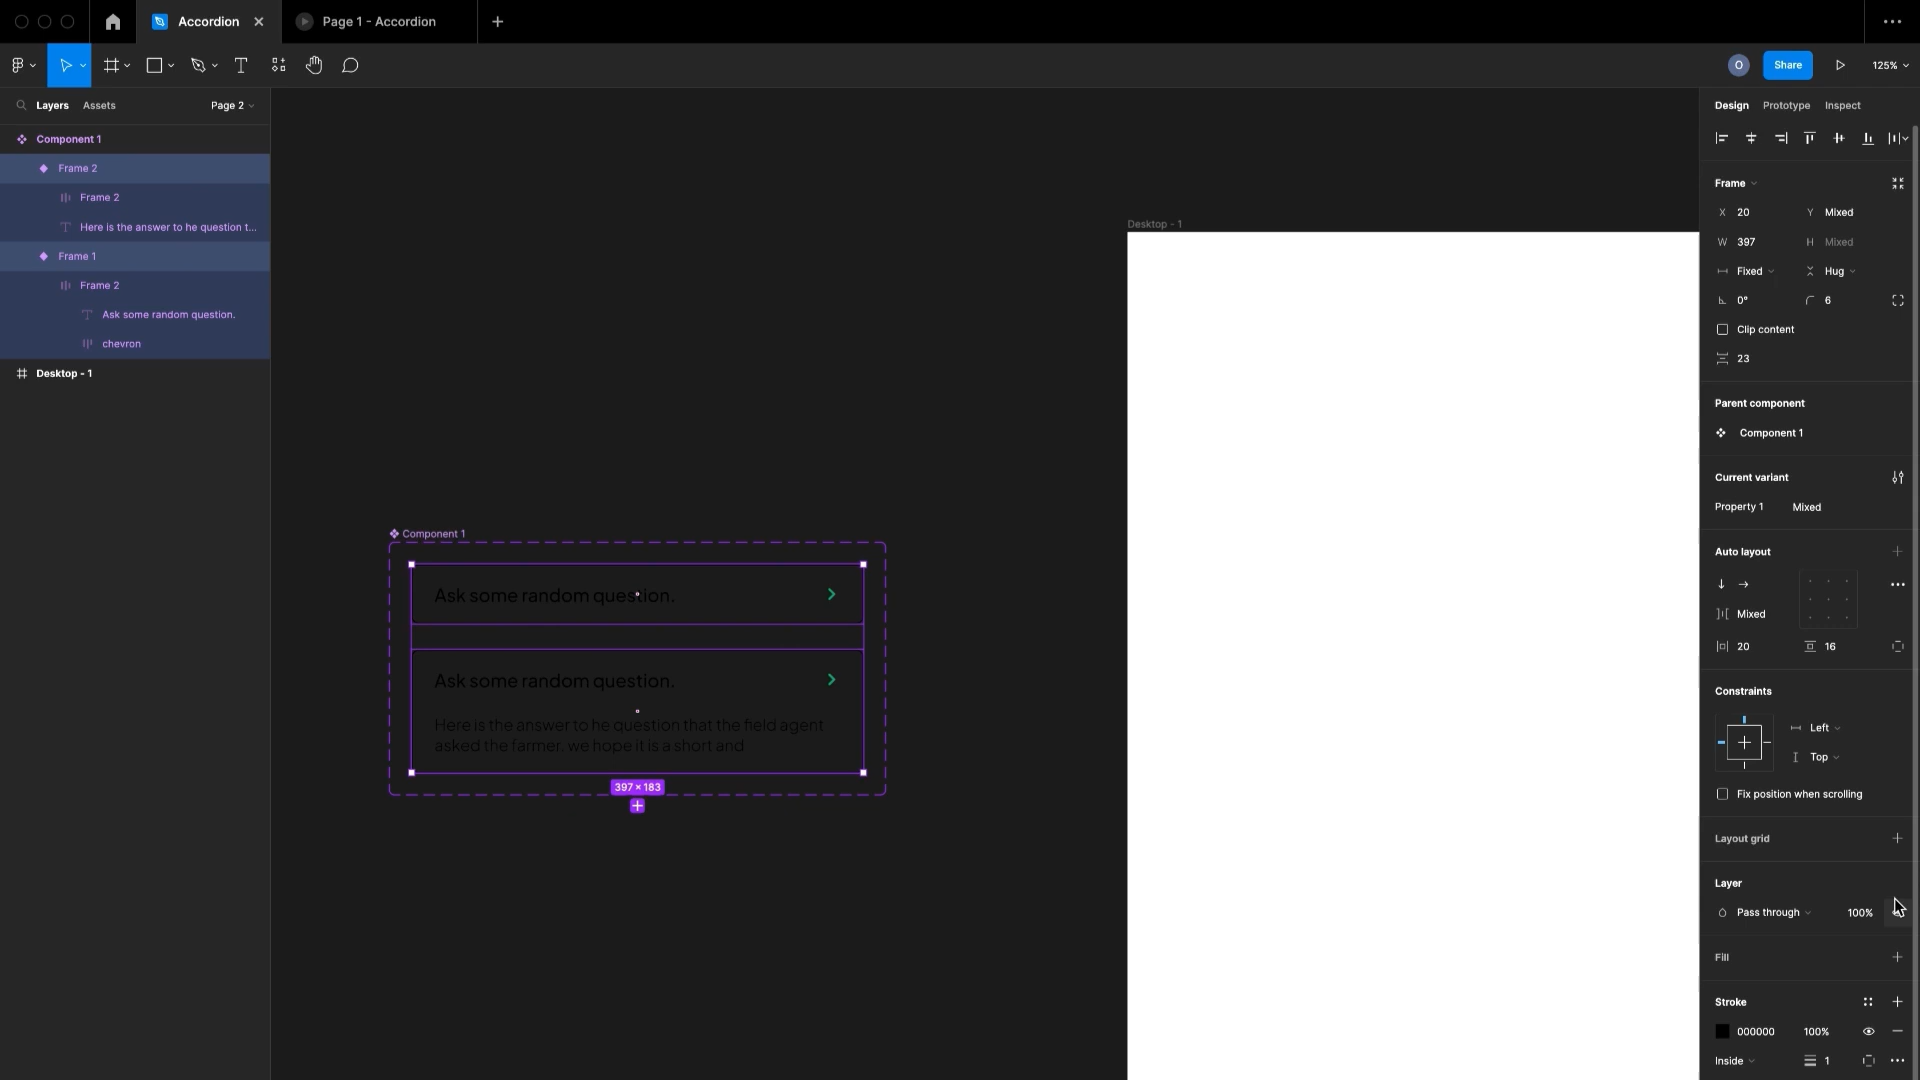 Accordion
Page 1 - Accordion
Share
O
125%
Layers
Assets
Page 2
Component 1
Frame 2
Frame 2
Here is the answer to he question t...
Frame 1
Frame 2
Ask some random question.
chevron
Desktop - 1
Desktop - 1
Component 1
Ask some random question.
Ask some random question.
Here is the answer to he question that the field agent
asked the farmer, we hope it is a short and
397 × 183
Design
Prototype
Inspect
Frame
X 20
Y Mixed
W 397
H Mixed
Fixed
Hug
0°
6
Clip content
23
Parent component
Component 1
Current variant
Property 1
Mixed
Auto layout
Mixed
20
16
Constraints
Left
Top
Fix position when scrolling
Layout grid
Layer
Pass through
100%
Fill
Stroke
000000
100%
Inside
1